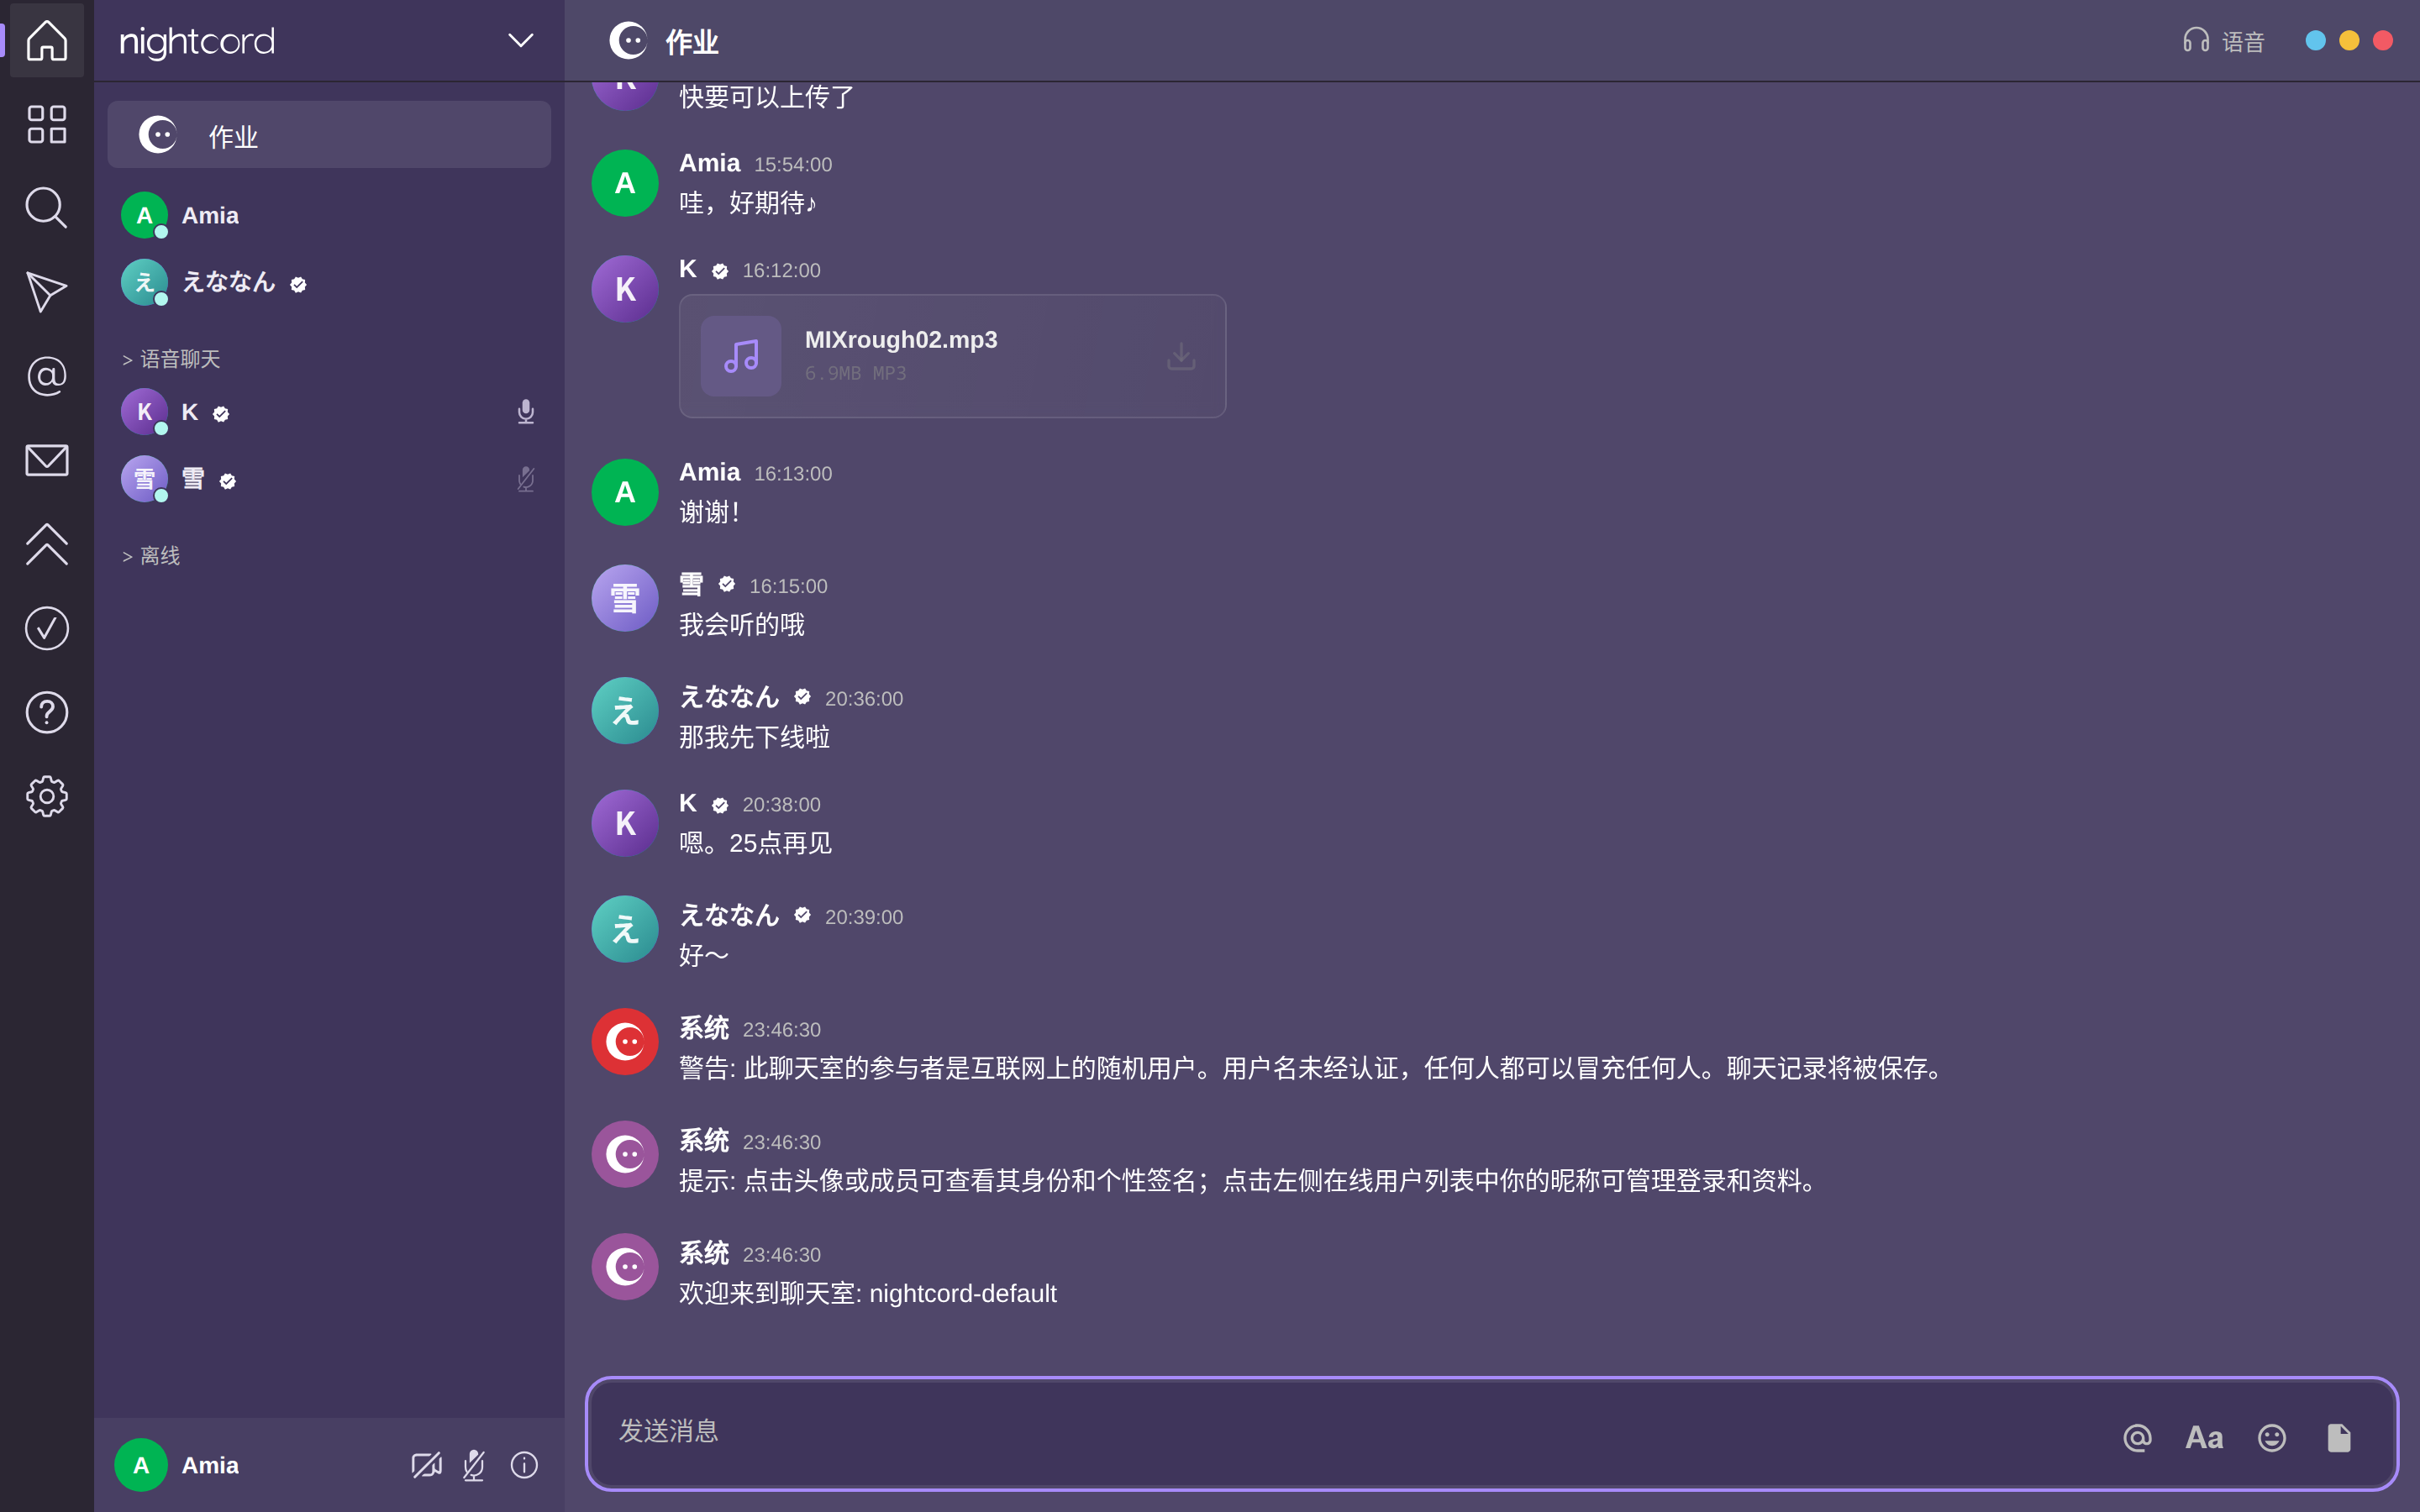 nightcord
作业
A Amia
え えななん
> 语音聊天
K K
雪 雪
> 离线
A Amia
作业
语音
K
快要可以上传了
A
Amia 15:54:00
哇，好期待♪
K
K 16:12:00
MIXrough02.mp3
6.9MB MP3
A
Amia 16:13:00
谢谢！
雪
雪 16:15:00
我会听的哦
え
えななん 20:36:00
那我先下线啦
K
K 20:38:00
嗯。25点再见
え
えななん 20:39:00
好～
系统 23:46:30
警告: 此聊天室的参与者是互联网上的随机用户。用户名未经认证，任何人都可以冒充任何人。聊天记录将被保存。
系统 23:46:30
提示: 点击头像或成员可查看其身份和个性签名；点击左侧在线用户列表中你的昵称可管理登录和资料。
系统 23:46:30
欢迎来到聊天室: nightcord-default
发送消息
Aa